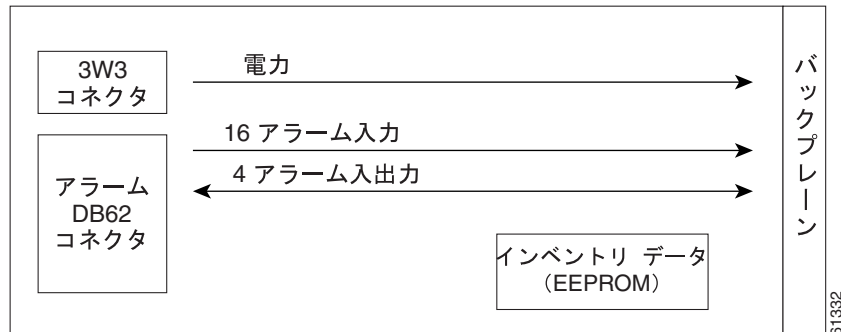 3W3
コネクタ
電力
16 アラーム入力
4 アラーム入出力
アラーム
DB62
コネクタ
インベントリ データ
(EEPROM)
バックプレーン
61332